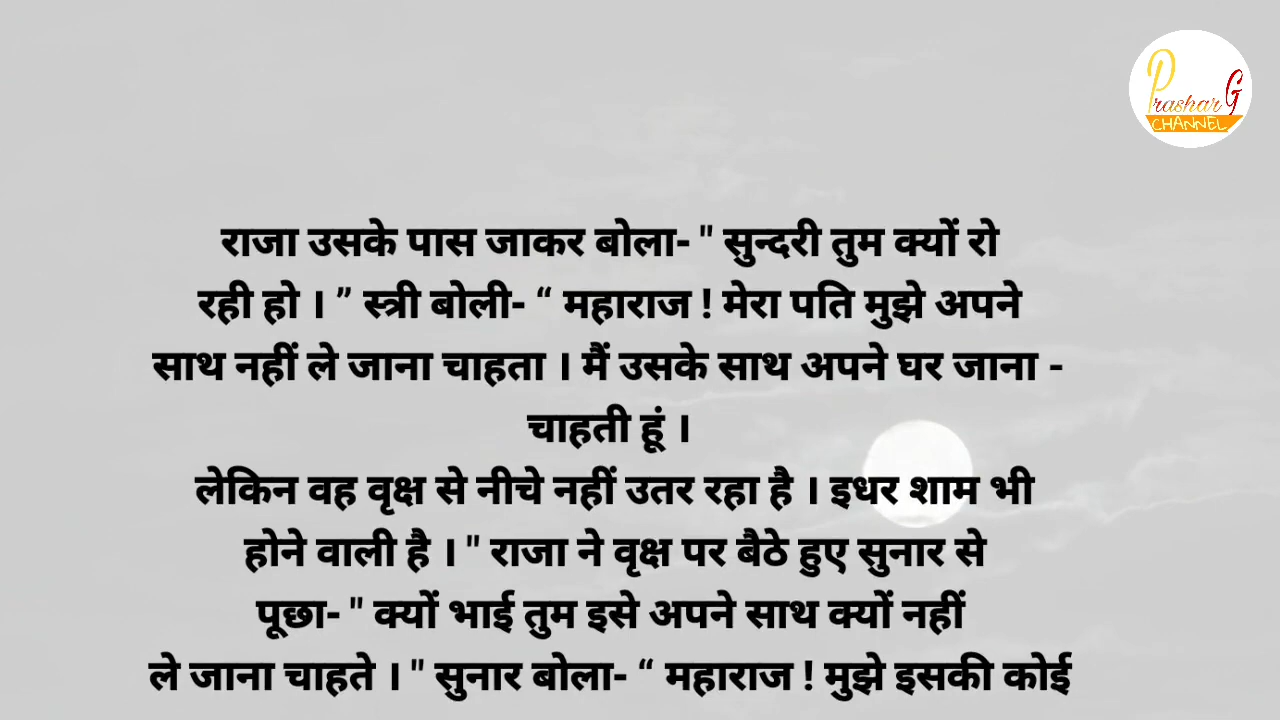 Prashar G
CHANNEL
राजा उसके पास जाकर बोला- " सुन्दरी तुम क्यों रो
रही हो । ” स्त्री बोली- “ महाराज ! मेरा पति मुझे अपने
साथ नहीं ले जाना चाहता । मैं उसके साथ अपने घर जाना -
चाहती हूं ।
लेकिन वह वृक्ष से नीचे नहीं उतर रहा है । इधर शाम भी
होने वाली है । " राजा ने वृक्ष पर बैठे हुए सुनार से
पूछा- " क्यों भाई तुम इसे अपने साथ क्यों नहीं
ले जाना चाहते । " सुनार बोला- “ महाराज ! मुझे इसकी कोई